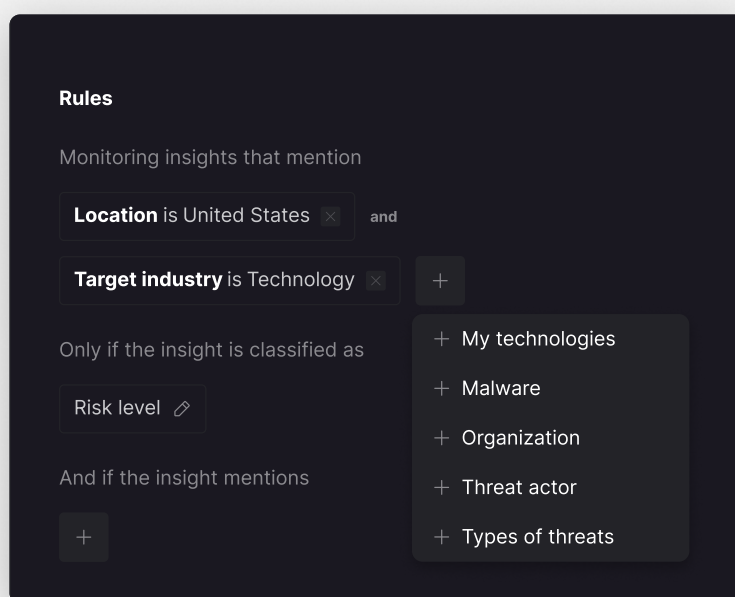 Rules
Monitoring insights that mention
Location is United States and
Target industry is Technology
My technologies
Only if the insight is classified as
Malware
Risk level
Organization
And if the insight mentions
Threat actor
Types of threats